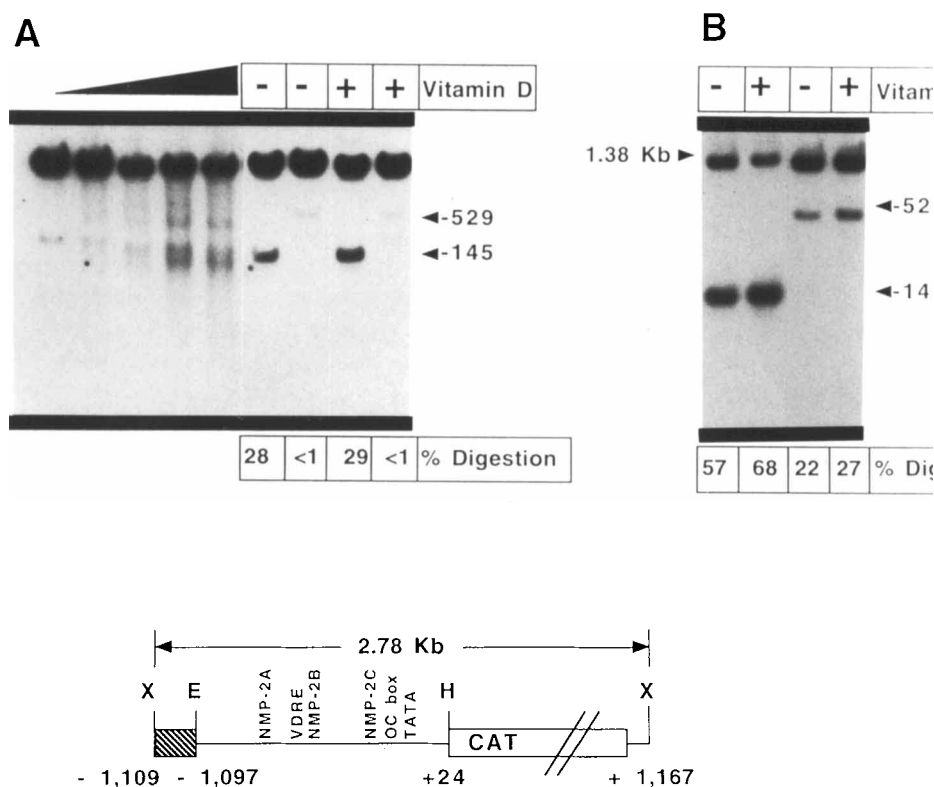 A
B
- - + + Vitamin D
- + - + Vitam
1.38 Kb
-529
-145
-52
-14
28 <1 29 <1 % Digestion
57 68 22 27 % Dig
2.78 Kb
X E NMP-2A VDRE NMP-2B NMP-2C OC box TATA H X
CAT
- 1,109 - 1,097 +24 + 1,167